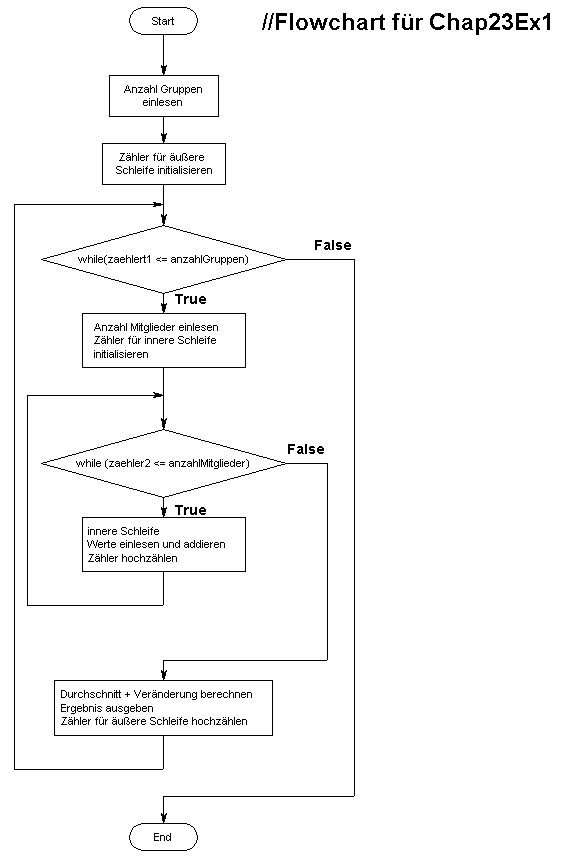 Start
//Flowchart für Chap23Ex1
Anzahl Gruppen
einlesen
Zähler für äußere
Schleife initialisieren
while(zaehlert1 <= anzahlGruppen)
False
True
Anzahl Mitglieder einlesen
Zähler für innere Schleife
initialisieren
while (zaehler2 <= anzahlMitglieder)
False
True
innere Schleife
Werte einlesen und addieren
Zähler hochzählen
Durchschnitt + Veränderung berechnen
Ergebnis ausgeben
Zähler für äußere Schleife hochzählen
End